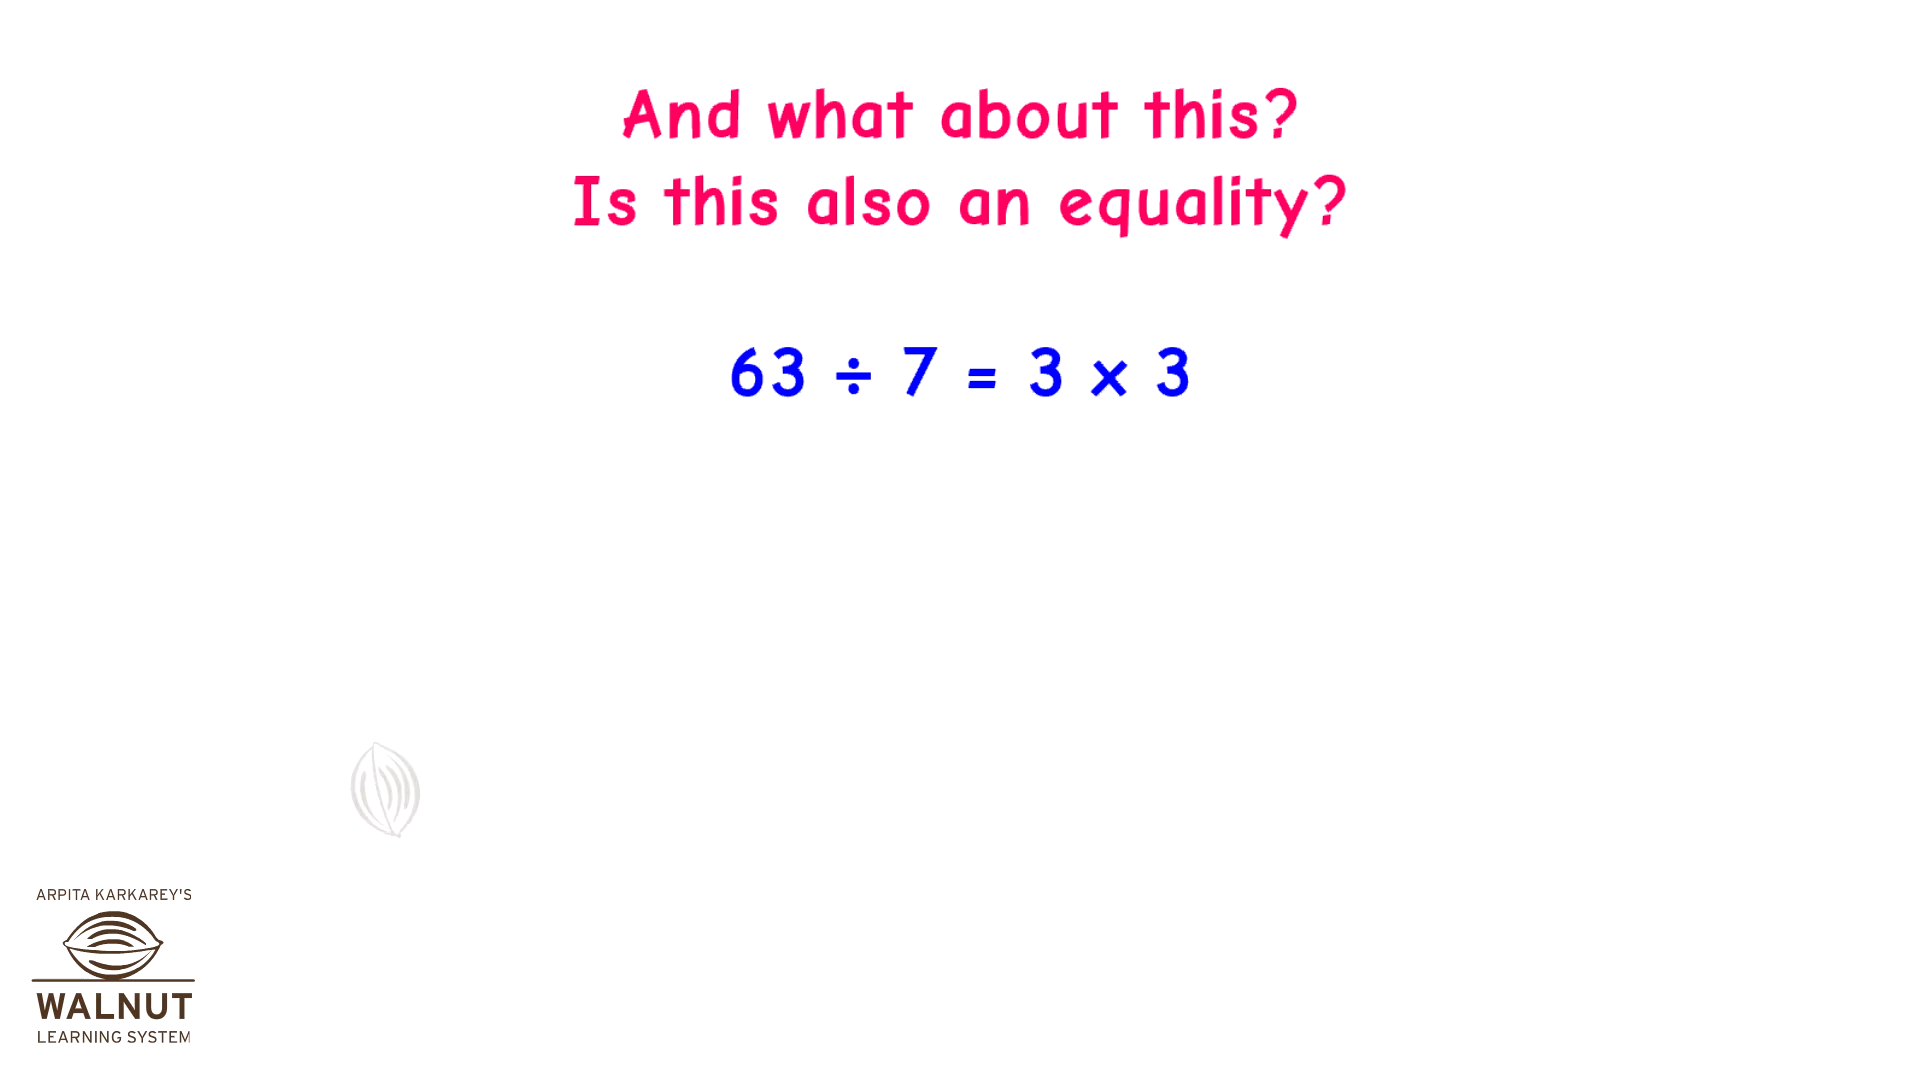 And what about this?
Is this also an equality?
63 ÷ 7 = 3 × 3
ARPITA KARKAREY'S
WALNUT
LEARNING SYSTEM